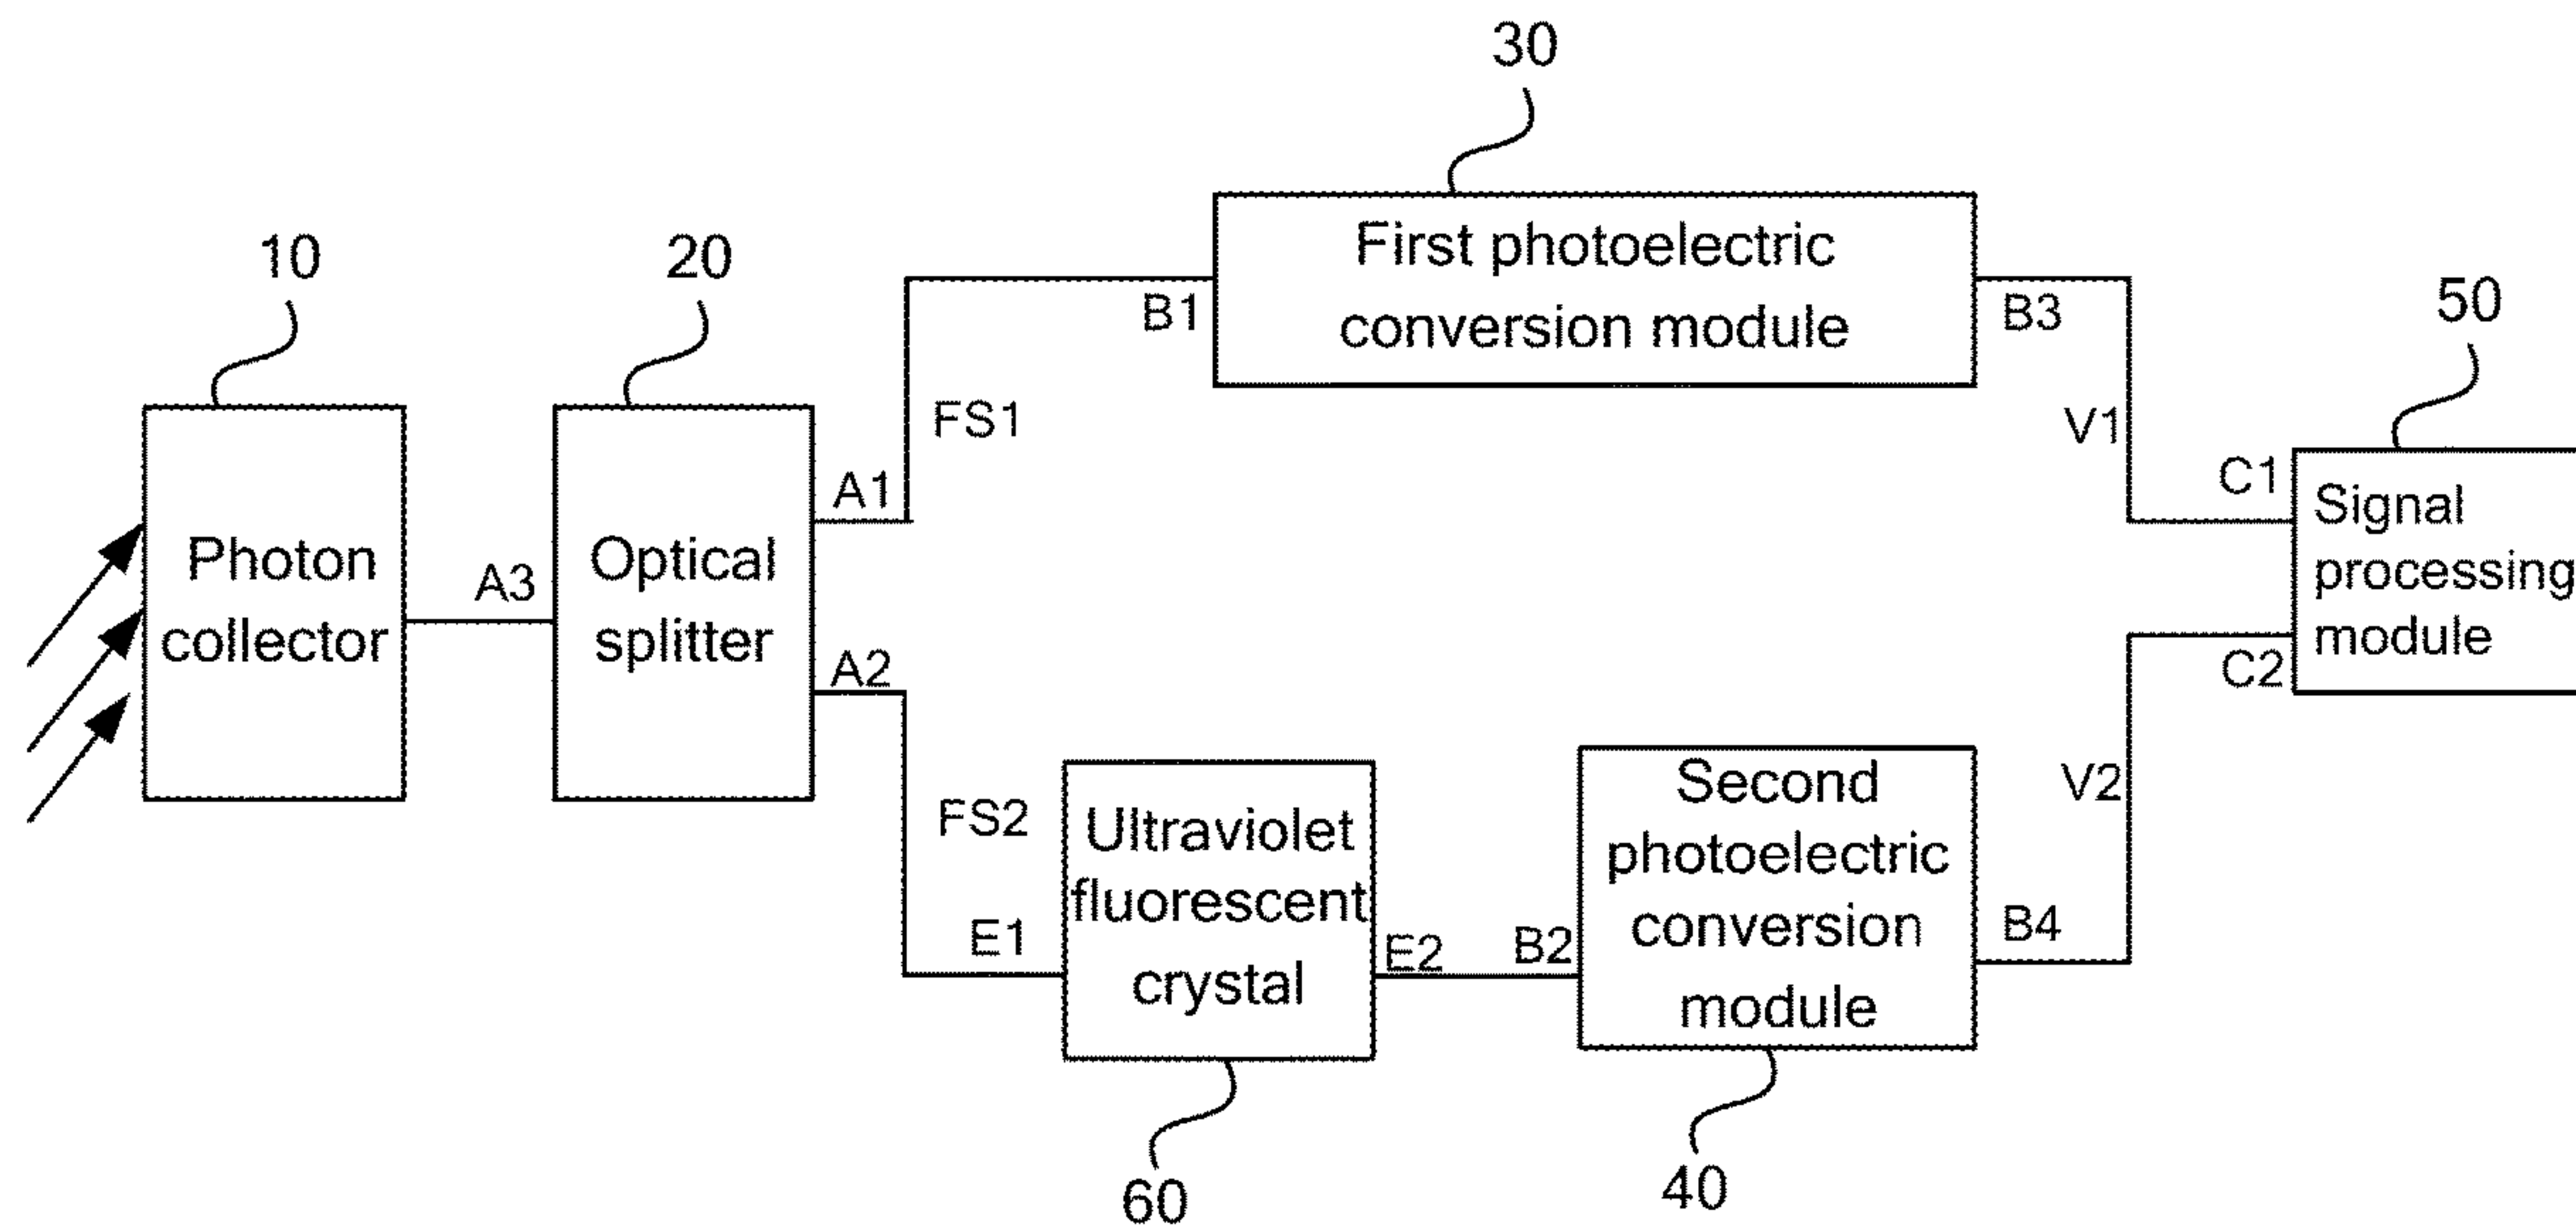 30
10
20
First photoelectric
conversion module
50
B1
B3
FS1
V1
A1
C1
Signal
processing
module
Photon
collector
A3
Optical
splitter
A2
C2
FS2
Ultraviolet
fluorescent
crystal
Second
photoelectric
conversion
module
V2
E1
E2
B2
B4
60
40